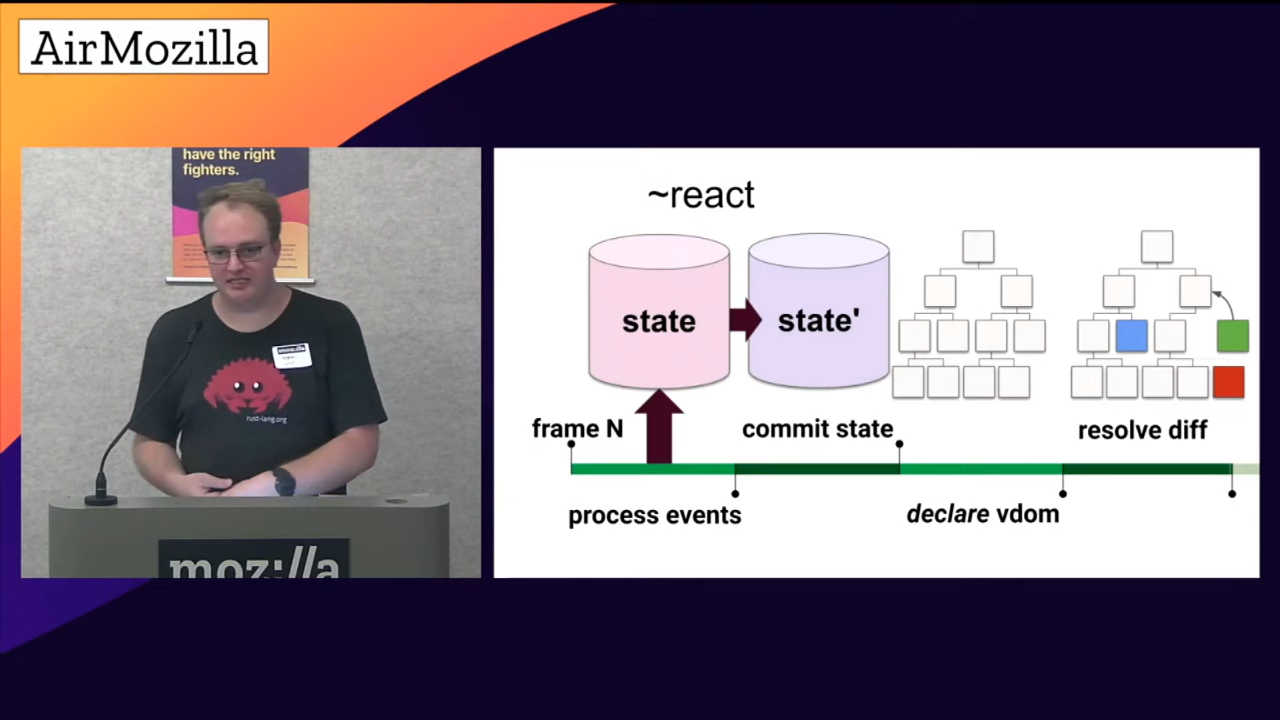 AirMozilla
have the right
fighters.
moz://a
rust-lang.org
moz://a
~react
state
state'
frame N
commit state
resolve diff
process events
declare vdom